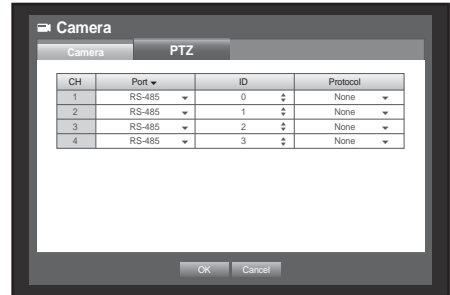 Camera
Camera PTZ
CH Port ID Protocol
1 RS-485 0 None
2 RS-485 1 None
3 RS-485 2 None
4 RS-485 3 None
OK Cancel